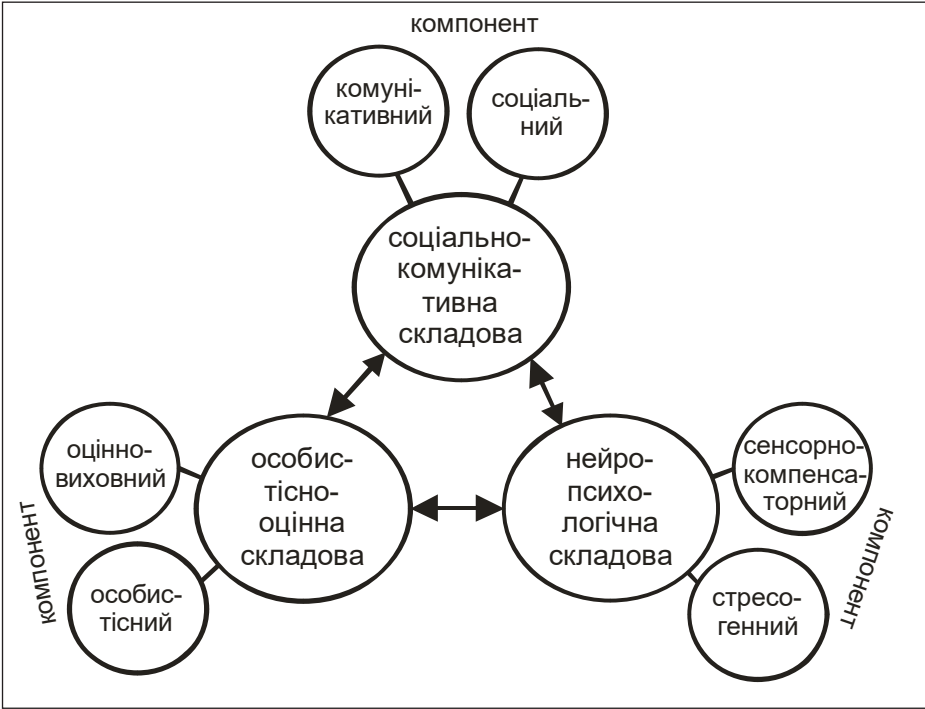 компонент
комуні-
кативний
соціаль-
ний
соціально-
комуніка-
тивна
складова
оцінно-
виховний
особис-
тісно-
оцінна
складова
нейро-
психо-
логічна
складова
сенсорно-
компенса-
торний
компонент
компонент
особис-
тісний
стресо-
генний